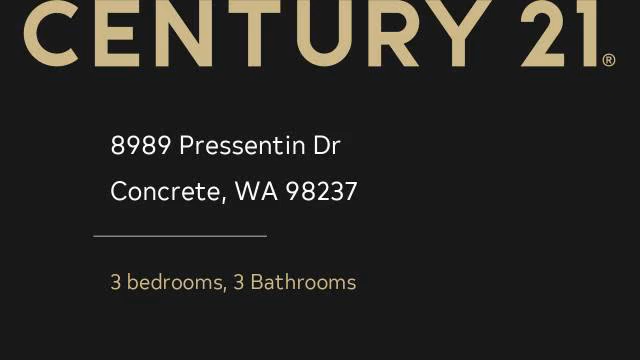 CENTURY 21®
8989 Pressentin Dr
Concrete, WA 98237
3 bedrooms, 3 Bathrooms